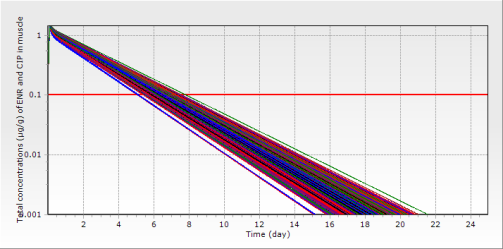 Total concentrations (µg/g) of ENR and CIP in muscle
1
0.1
0.01
0.001
2 4 6 8 10 12 14 16 18 20 22 24
Time (day)